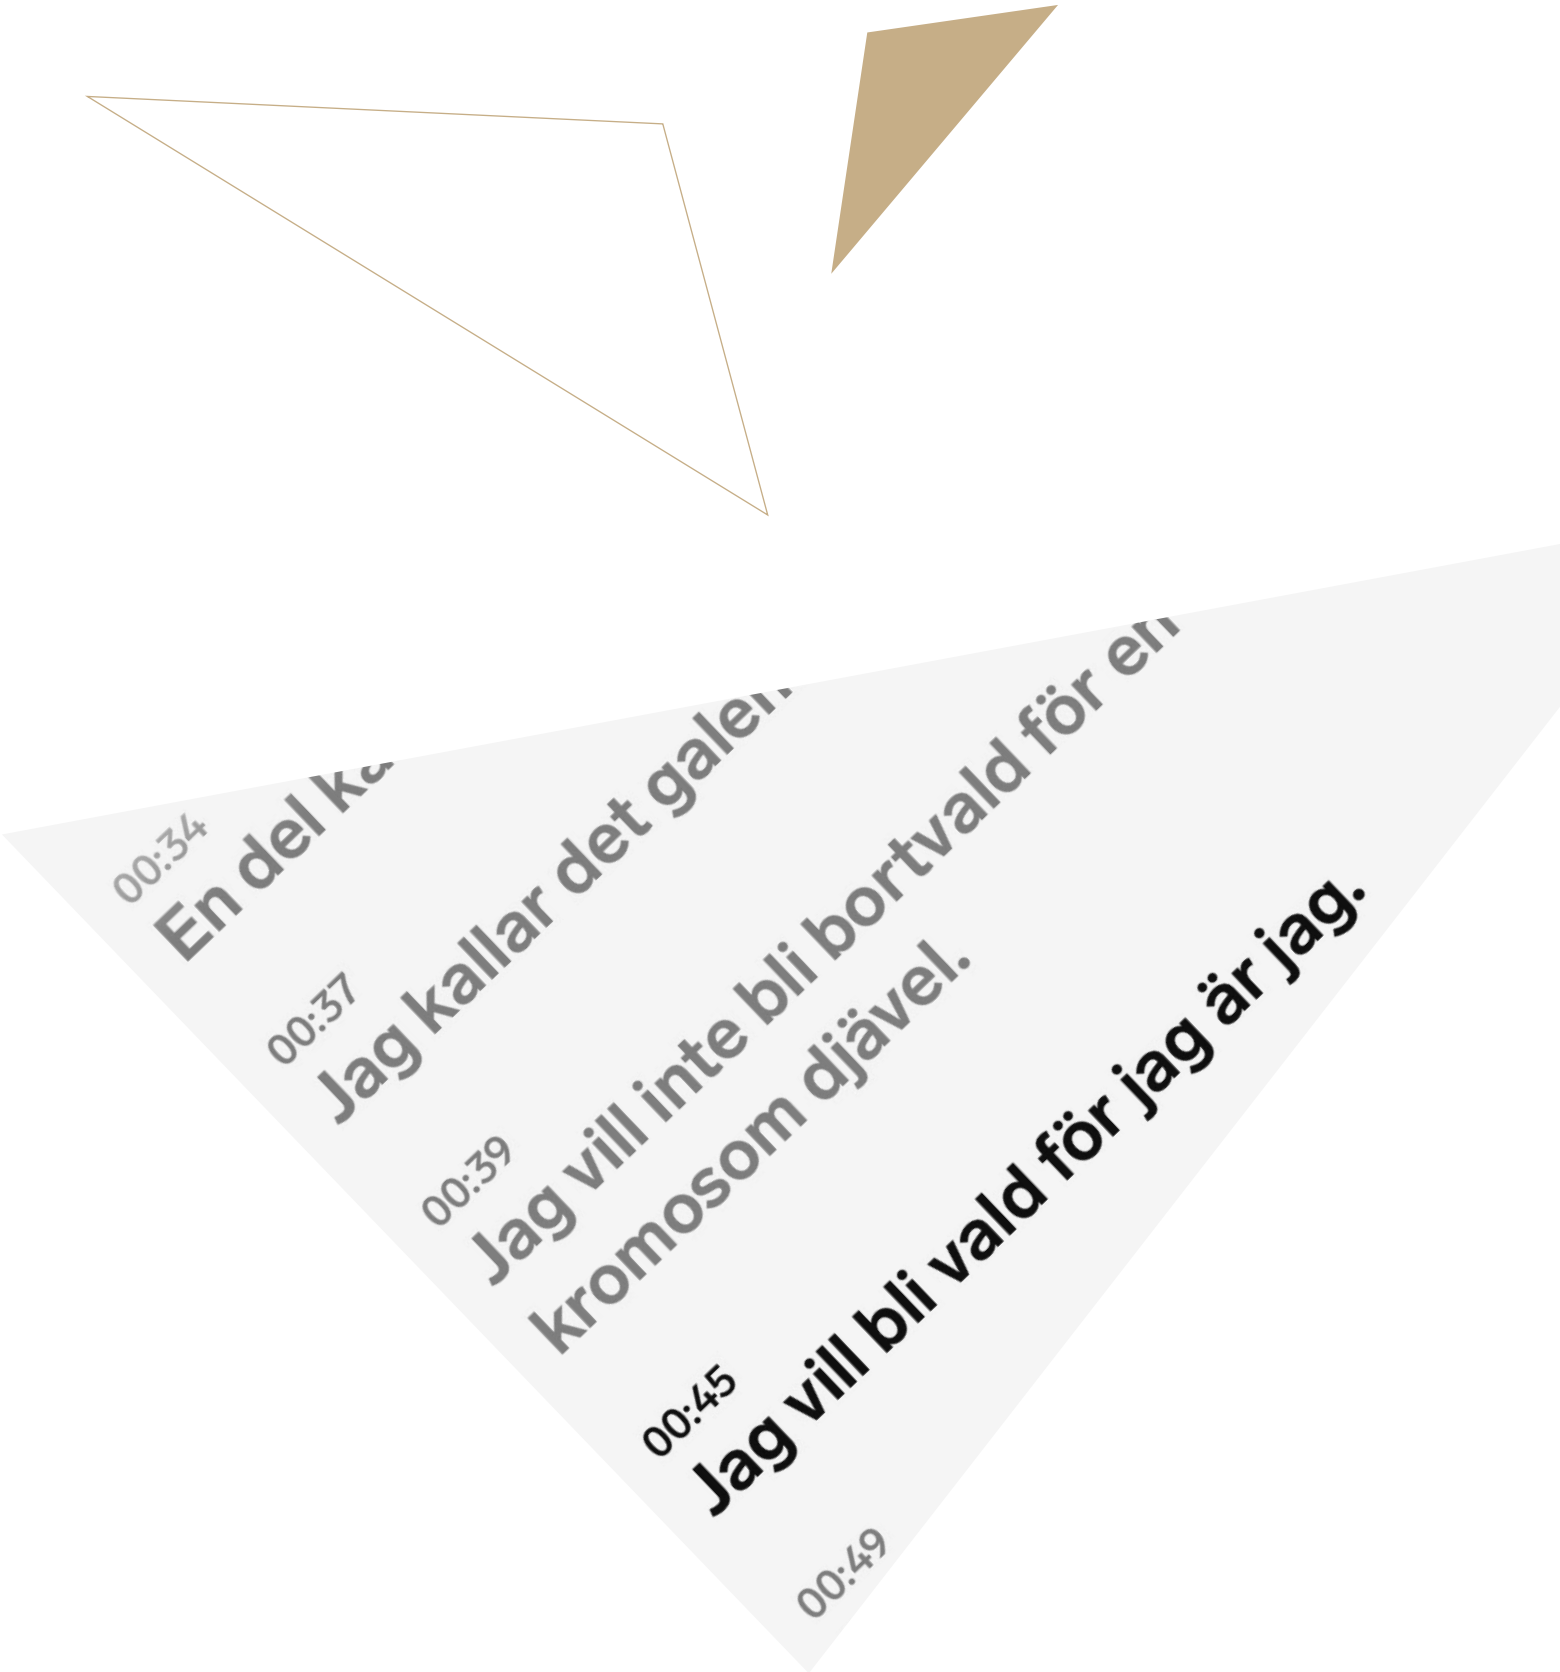 00:34
En del
00:37
Jag kallar det
00:39
Jag vill inte bli bortvald för en
kromosom djävel.
00:45
Jag vill bli vald för jag är jag.
00:49